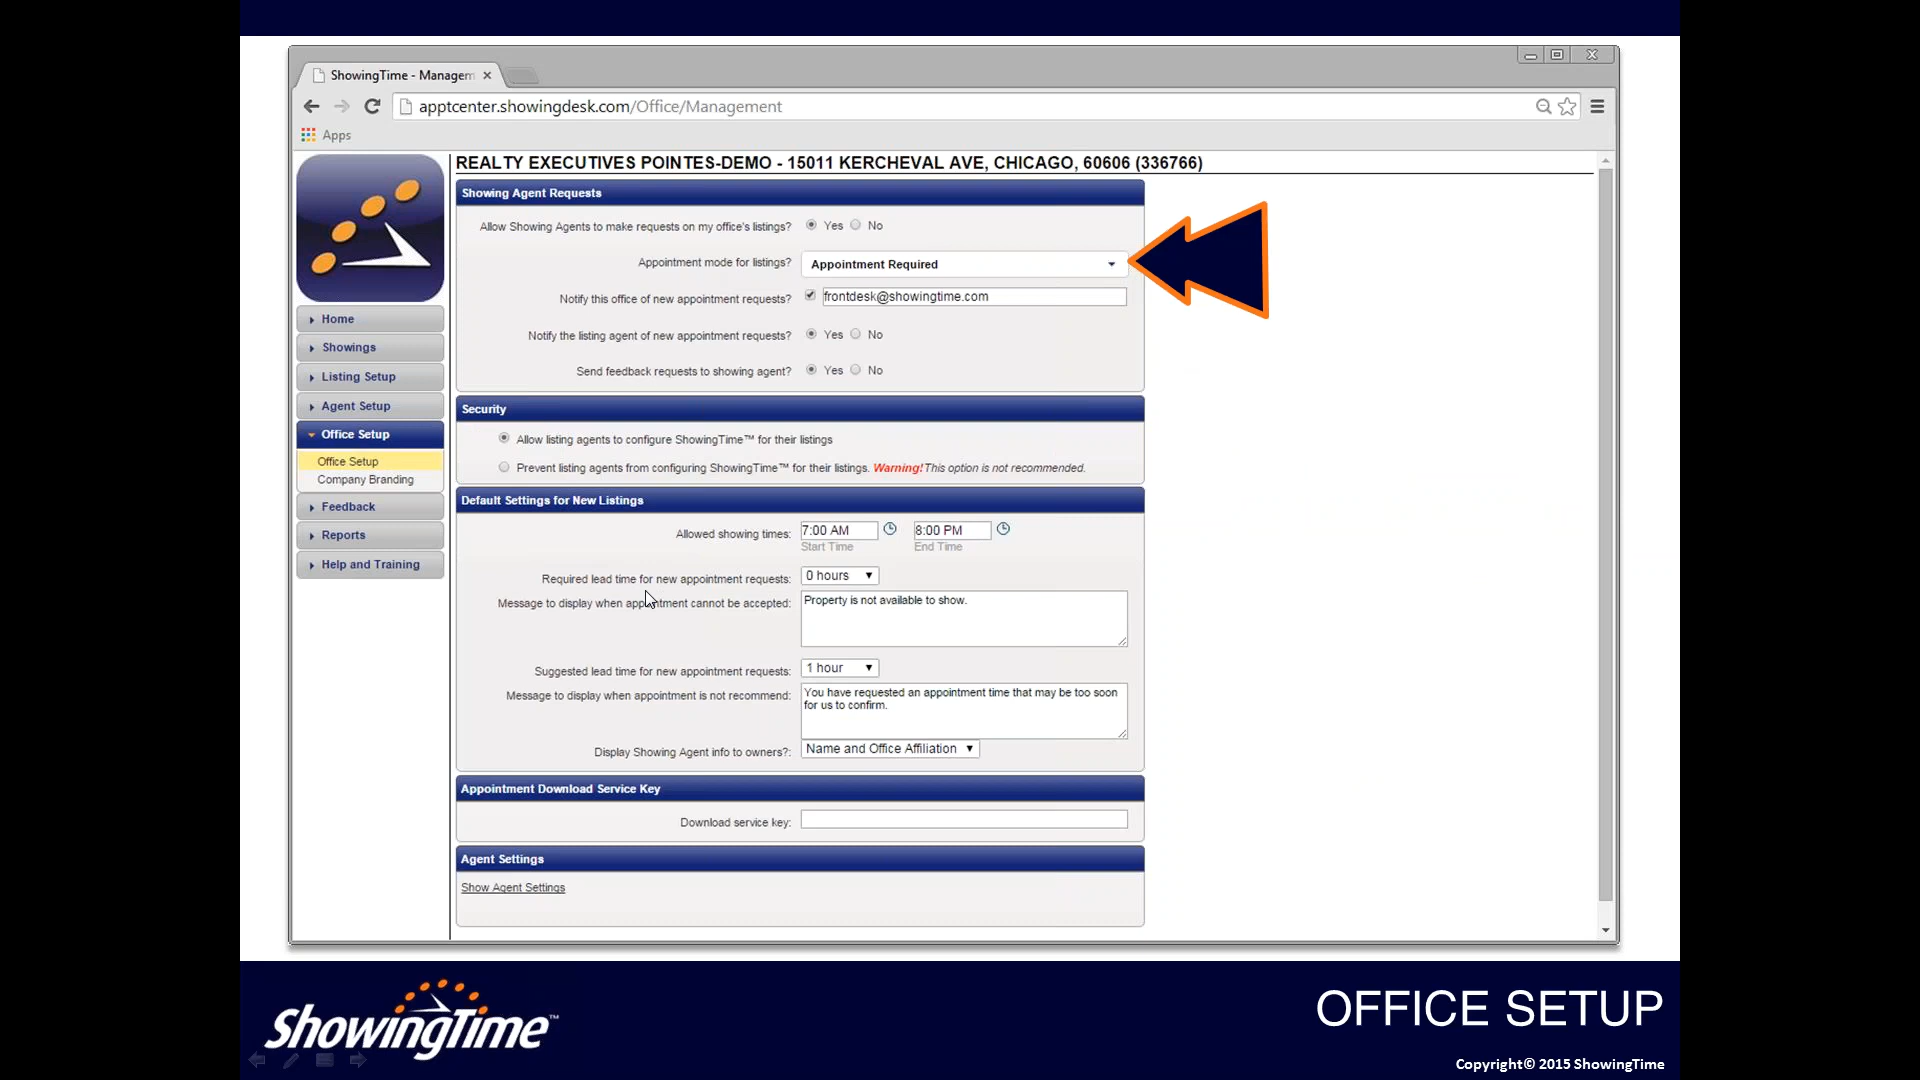 ShowingTime - Managem
apptcenter.showingdesk.com/Office/Management
Apps
REALTY EXECUTIVES POINTES-DEMO - 15011 KERCHEVAL AVE, CHICAGO, 60606 (336766)
Home
Showings
Listing Setup
Agent Setup
Office Setup
Office Setup
Company Branding
Feedback
Reports
Help and Training
Showing Agent Requests
Allow Showing Agents to make requests on my office's listings? Yes No
Appointment mode for listings? Appointment Required
Notify this office of new appointment requests? frontdesk@showingtime.com
Notify the listing agent of new appointment requests? Yes No
Send feedback requests to showing agent? Yes No
Security
Allow listing agents to configure ShowingTime™ for their listings
Prevent listing agents from configuring ShowingTime™ for their listings. Warning! This option is not recommended.
Default Settings for New Listings
Allowed showing times: 7:00 AM 8:00 PM
Start Time End Time
Required lead time for new appointment requests: 0 hours
Message to display when appointment cannot be accepted: Property is not available to show.
Suggested lead time for new appointment requests: 1 hour
Message to display when appointment is not recommend: You have requested an appointment time that may be too soon
for us to confirm.
Display Showing Agent info to owners?: Name and Office Affiliation
Appointment Download Service Key
Download service key:
Agent Settings
Show Agent Settings
ShowingTime™
OFFICE SETUP
Copyright© 2015 ShowingTime